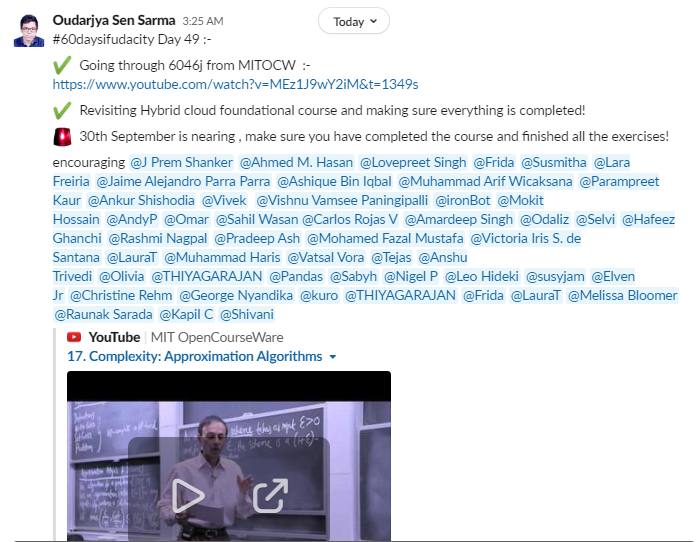 Oudarjya Sen Sarma 3:25 AM
Today
#60daysifudacity Day 49 :-
Going through 6046j from MITOCW :-
https://www.youtube.com/watch?v=MEz1J9wY2iM&t=1349s
Revisiting Hybrid cloud foundational course and making sure everything is completed!
30th September is nearing , make sure you have completed the course and finished all the exercises!
encouraging @J Prem Shanker @Ahmed M. Hasan @Lovepreet Singh @Frida @Susmitha @Lara
Freiria @Jaime Alejandro Parra Parra @Ashique Bin Iqbal @Muhammad Arif Wicaksana @Parampreet
Kaur @Ankur Shishodia @Vivek @Vishnu Vamsee Paningipalli @ironBot @Mokit
Hossain @AndyP @Omar @Sahil Wasan @Carlos Rojas V @Amardeep Singh @Odaliz @Selvi @Hafeez
Ghanchi @Rashmi Nagpal @Pradeep Ash @Mohamed Fazal Mustafa @Victoria Iris S. de
Santana @LauraT @Muhammad Haris @Vatsal Vora @Tejas @Anshu
Trivedi @Olivia @THIYAGARAJAN @Pandas @Sabyh @Nigel P @Leo Hideki @susyjam @Elven
Jr @Christine Rehm @George Nyandika @kuro @THIYAGARAJAN @Frida @LauraT @Melissa Bloomer
@Raunak Sarada @Kapil C @Shivani
YouTube MIT OpenCourseWare
17. Complexity: Approximation Algorithms
scheme takes as input ε>0